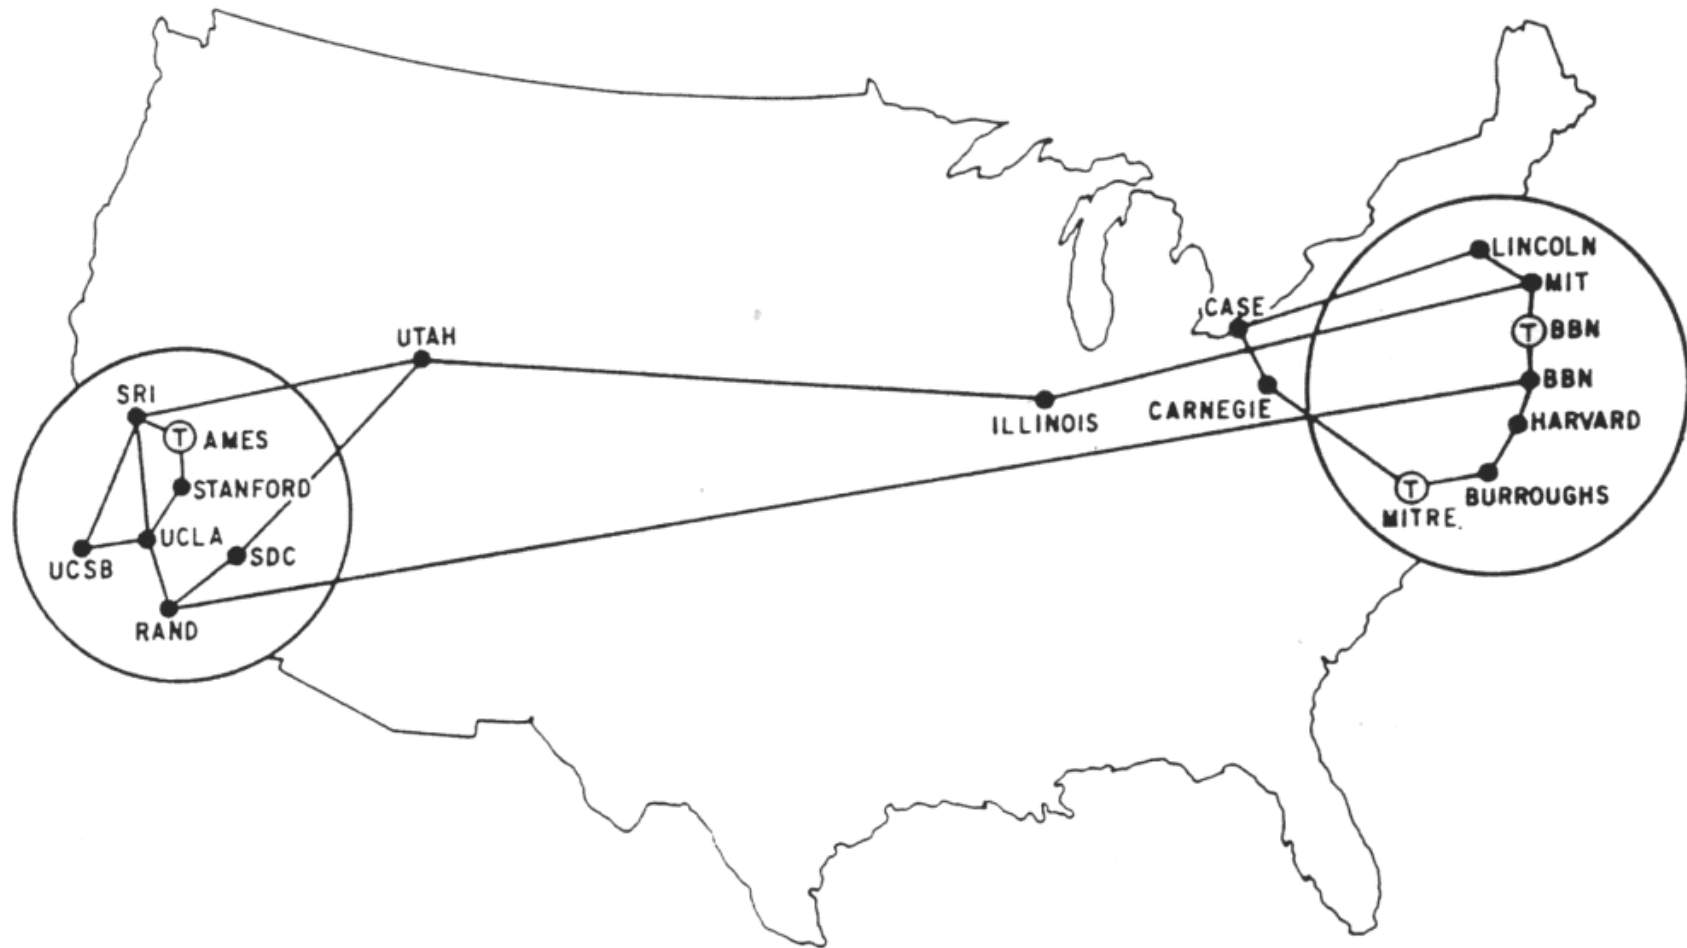 LINCOLN
MIT
CASE
T BBN
UTAH
BBN
SRI
CARNEGIE
ILLINOIS
HARVARD
T AMES
STANFORD
T
BURROUGHS
MITRE.
UCLA
SDC
UCSB
RAND